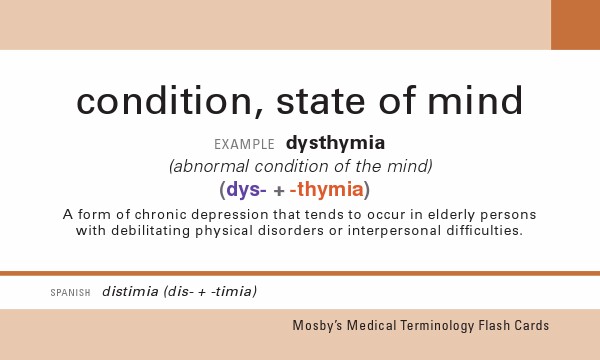 condition, state of mind
EXAMPLE dysthymia
(abnormal condition of the mind)
(dys- + -thymia)
A form of chronic depression that tends to occur in elderly persons
with debilitating physical disorders or interpersonal difficulties.
SPANISH distimia (dis- + -timia)
Mosby's Medical Terminology Flash Cards